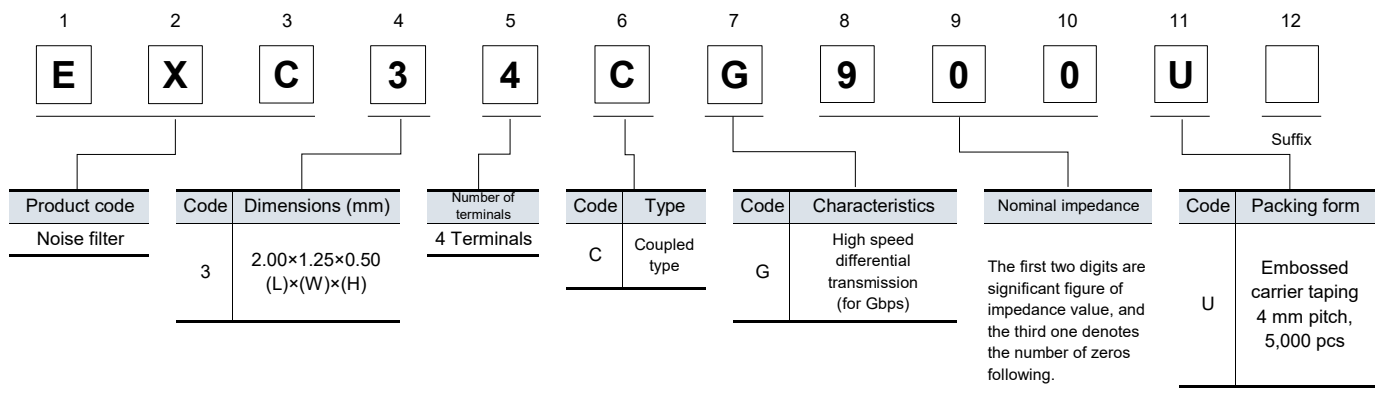 1 2 3 4 5 6 7 8 9 10 11 12
E X C 3 4 C G 9 0 0 U
Suffix
Product code
Noise filter
Code Dimensions (mm)
3
2.00×1.25×0.50
(L)×(W)×(H)
Number of
terminals
4 Terminals
Code Type
C
Coupled
type
Code Characteristics
G
High speed
differential
transmission
(for Gbps)
Nominal impedance
The first two digits are
significant figure of
impedance value, and
the third one denotes
the number of zeros
following.
Code Packing form
U
Embossed
carrier taping
4 mm pitch,
5,000 pcs